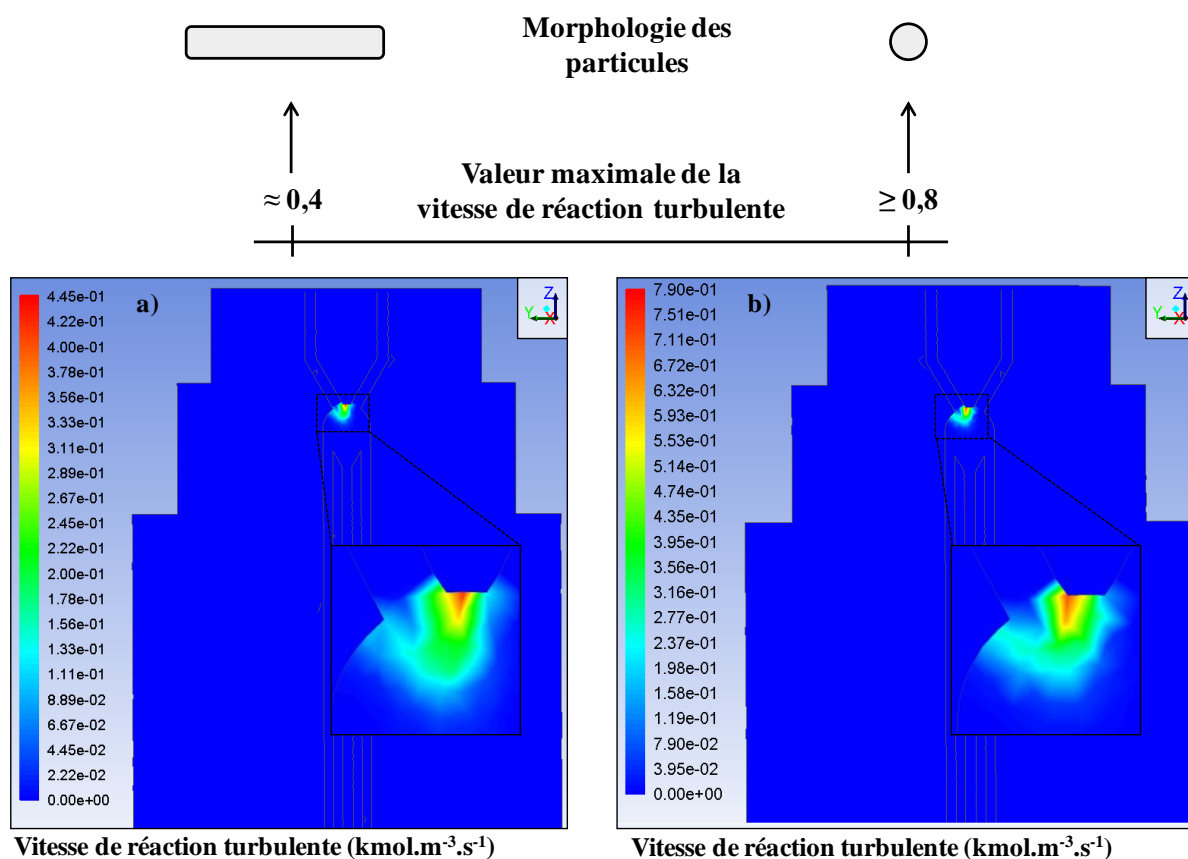 Morphologie des
particules
≈ 0,4
Valeur maximale de la
vitesse de réaction turbulente
≥ 0,8
a)
4.45e-01
4.22e-01
4.00e-01
3.78e-01
3.56e-01
3.33e-01
3.11e-01
2.89e-01
2.67e-01
2.45e-01
2.22e-01
2.00e-01
1.78e-01
1.56e-01
1.33e-01
1.11e-01
8.89e-02
6.67e-02
4.45e-02
2.22e-02
0.00e+00
Z
Y
X
Vitesse de réaction turbulente (kmol.m⁻³.s⁻¹)
b)
7.90e-01
7.51e-01
7.11e-01
6.72e-01
6.32e-01
5.93e-01
5.53e-01
5.14e-01
4.74e-01
4.35e-01
3.95e-01
3.56e-01
3.16e-01
2.77e-01
2.37e-01
1.98e-01
1.58e-01
1.19e-01
7.90e-02
3.95e-02
0.00e+00
Z
Y
X
Vitesse de réaction turbulente (kmol.m⁻³.s⁻¹)